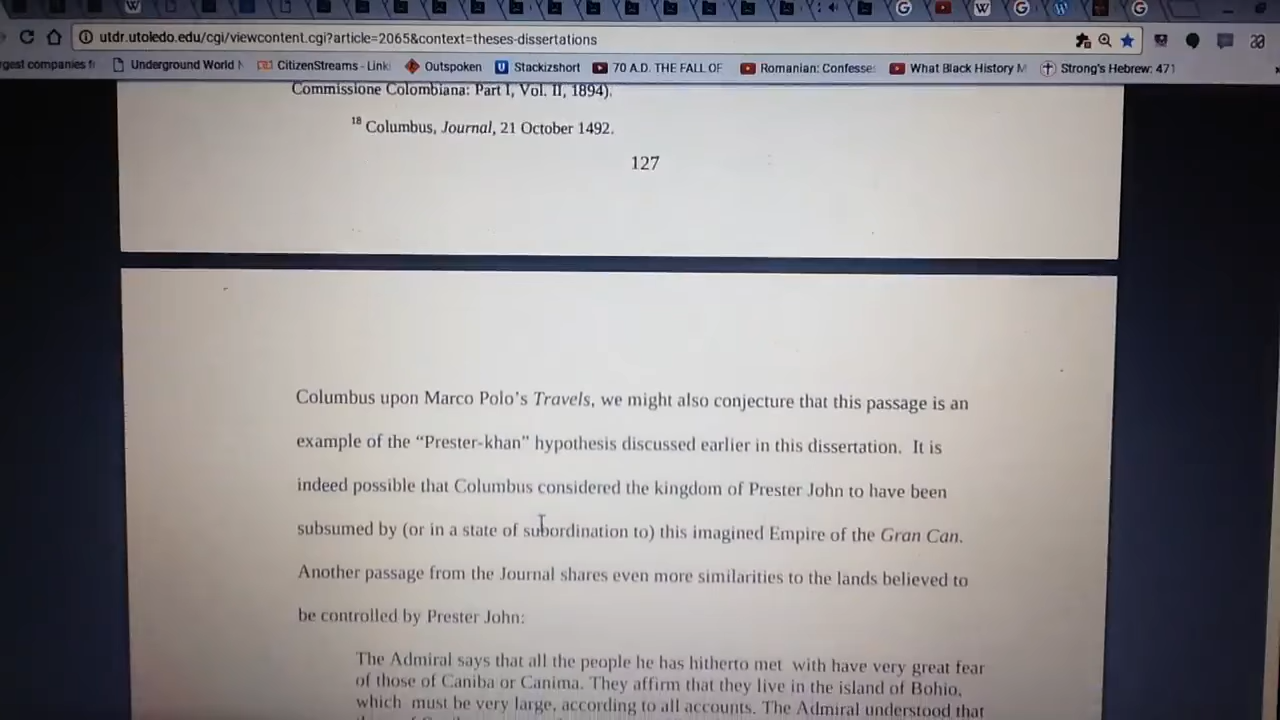 utdr.utoledo.edu/cgi/viewcontent.cgi?article=2065&context=theses-dissertations
rgest companies fi Underground World N CitizenStreams - Link Outspoken Stackizshort 70 A.D. THE FALL OF Romanian: Confesse What Black History M Strong's Hebrew: 471
Commissione Colombiana: Part I, Vol. II, 1894).
18 Columbus, Journal, 21 October 1492.
127
Columbus upon Marco Polo's Travels, we might also conjecture that this passage is an
example of the “Prester-khan” hypothesis discussed earlier in this dissertation. It is
indeed possible that Columbus considered the kingdom of Prester John to have been
subsumed by (or in a state of subordination to) this imagined Empire of the Gran Can.
Another passage from the Journal shares even more similarities to the lands believed to
be controlled by Prester John:
The Admiral says that all the people he has hitherto met with have very great fear
of those of Caniba or Canima. They affirm that they live in the island of Bohio,
which must be very large, according to all accounts. The Admiral understood that